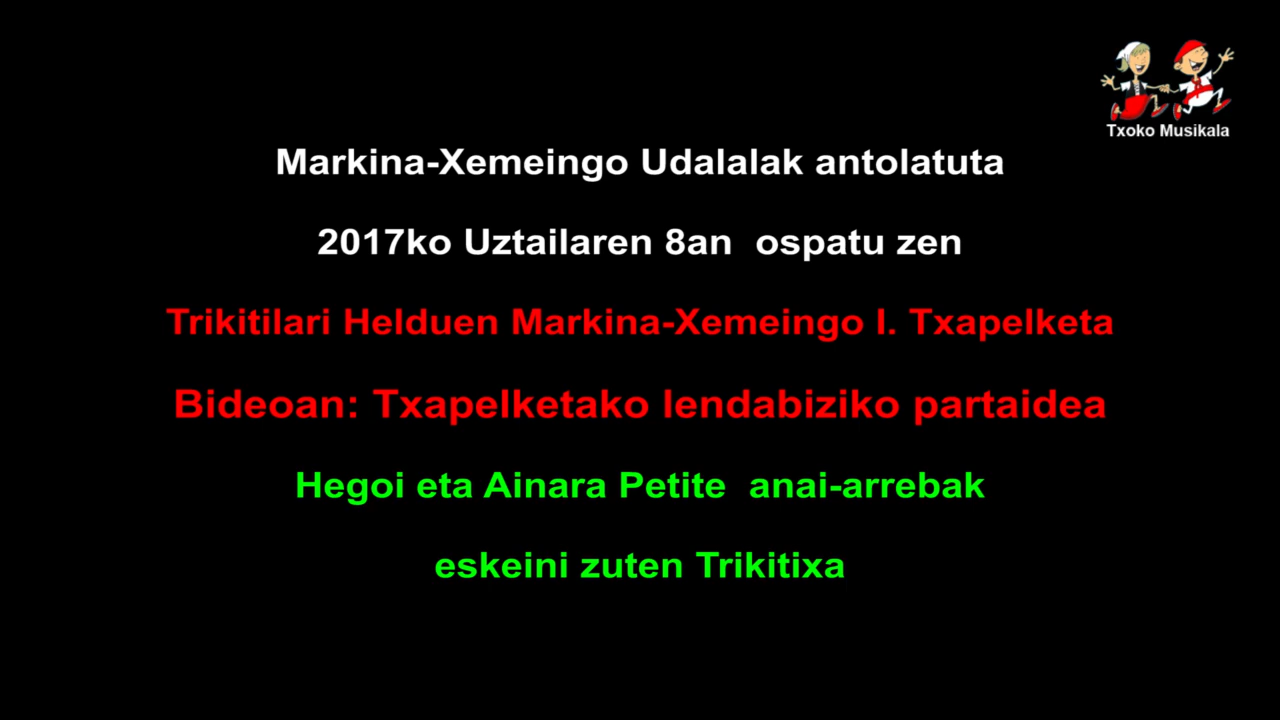 Txoko Musikala
Markina-Xemeingo Udalalak antolatuta
2017ko Uztailaren 8an ospatu zen
Trikitilari Helduen Markina-Xemeingo I. Txapelketa
Bideoan: Txapelketako lendabiziko partaidea
Hegoi eta Ainara Petite anai-arrebak
eskeini zuten Trikitixa